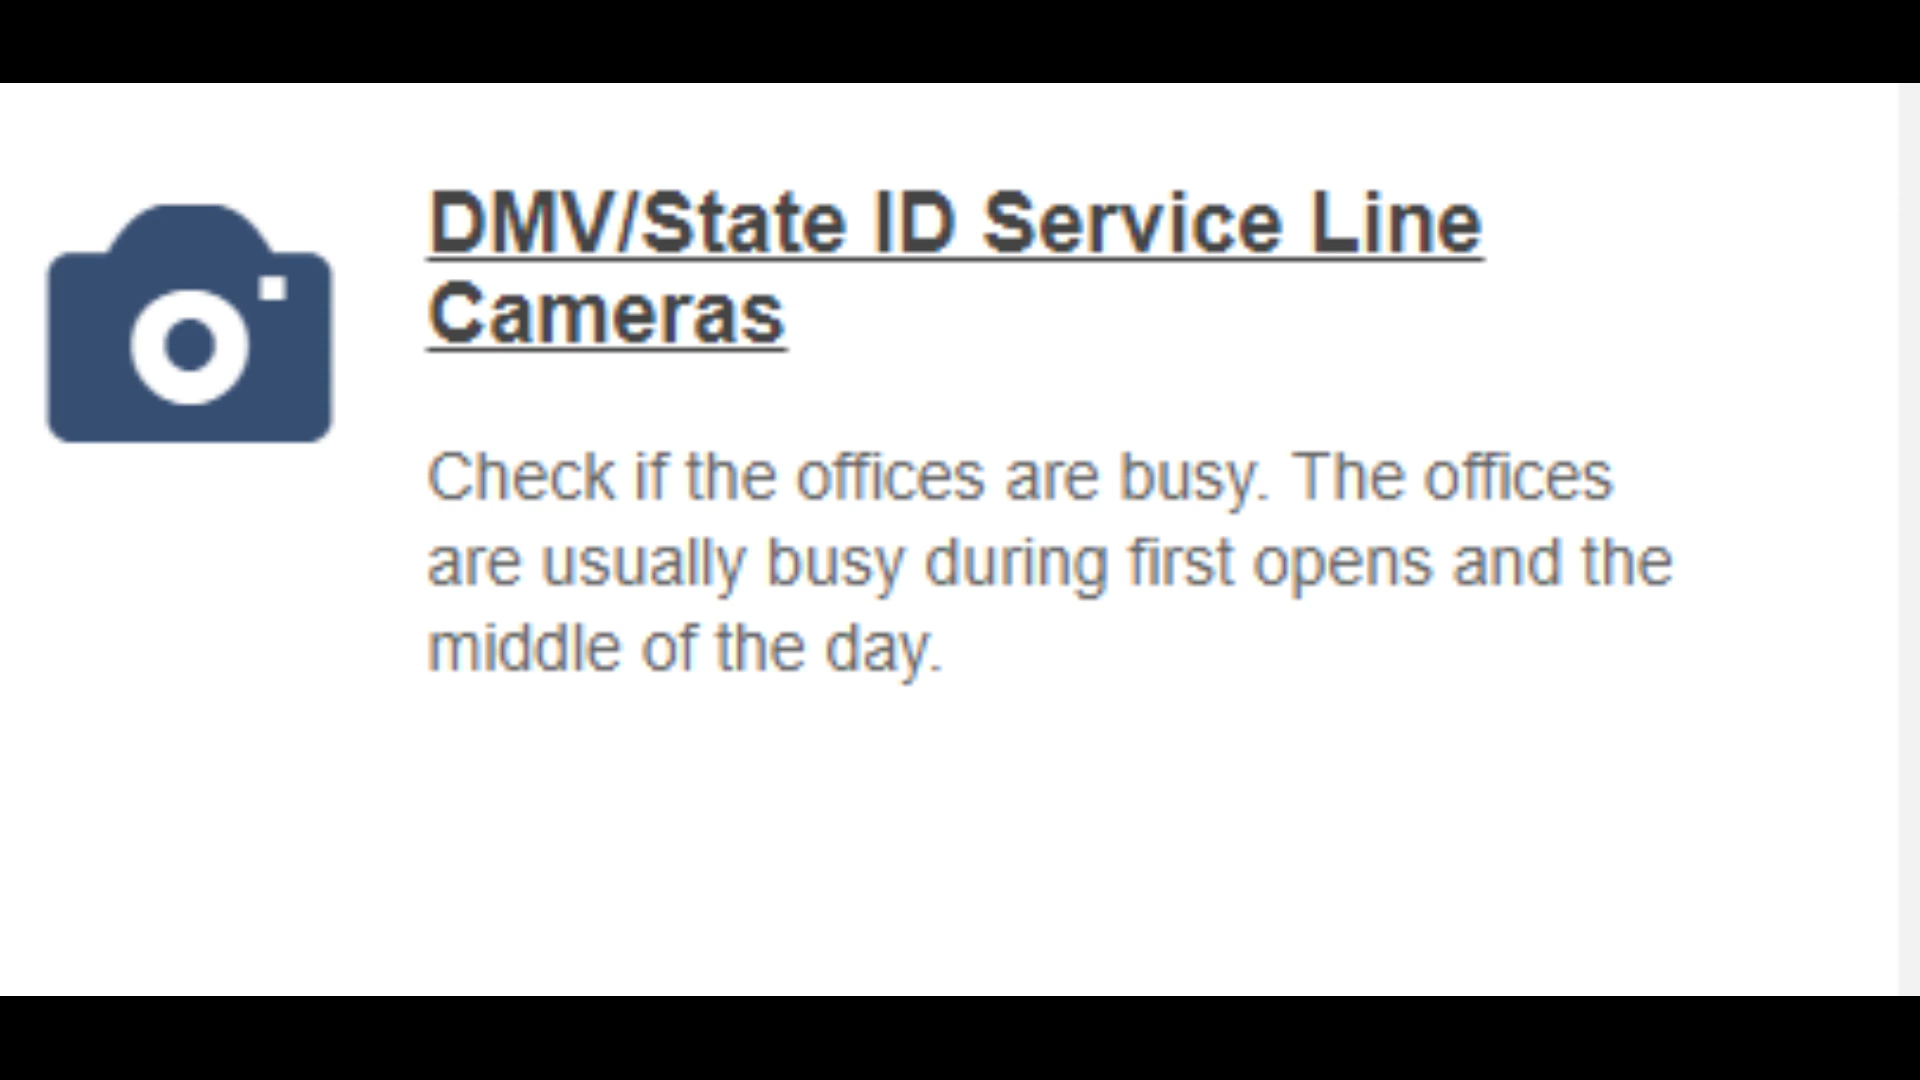 DMV/State ID Service Line
Cameras
Check if the offices are busy. The offices
are usually busy during first opens and the
middle of the day.